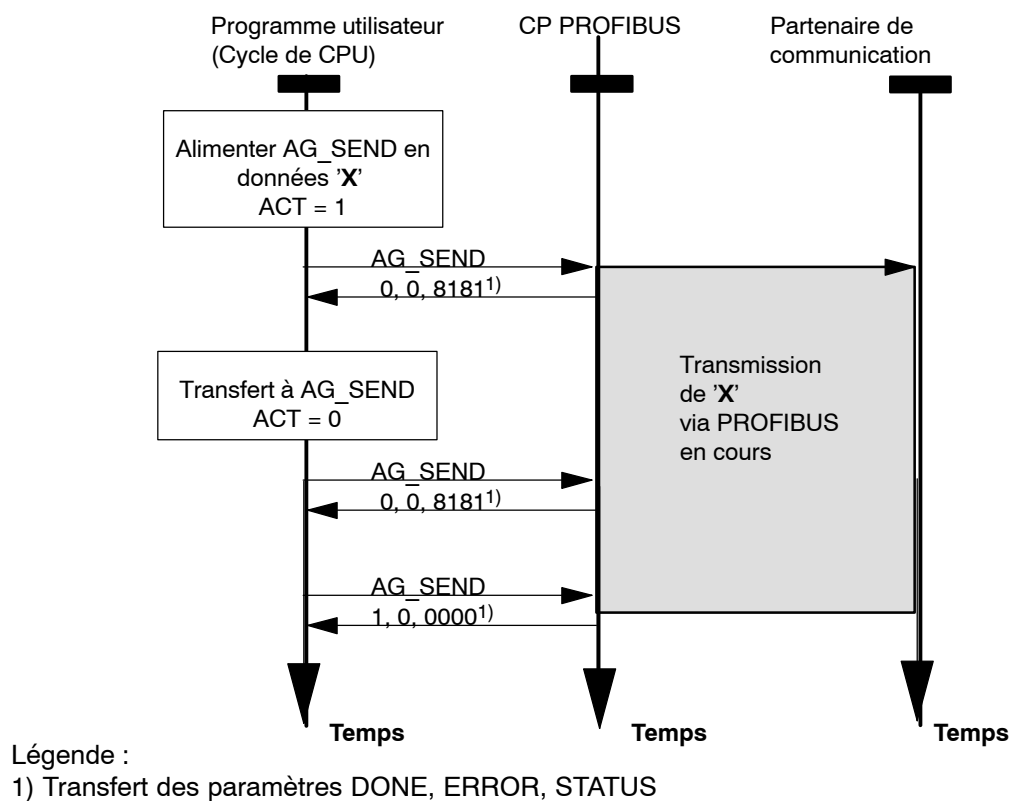 Programme utilisateur
(Cycle de CPU)
CP PROFIBUS
Partenaire de
communication
Alimenter AG_SEND en
données ’X’
ACT = 1
AG_SEND
0, 0, 8181¹⁾
Transfert à AG_SEND
ACT = 0
Transmission
de ’X’
via PROFIBUS
en cours
AG_SEND
0, 0, 8181¹⁾
AG_SEND
1, 0, 0000¹⁾
Temps
Temps
Temps
Légende :
1) Transfert des paramètres DONE, ERROR, STATUS